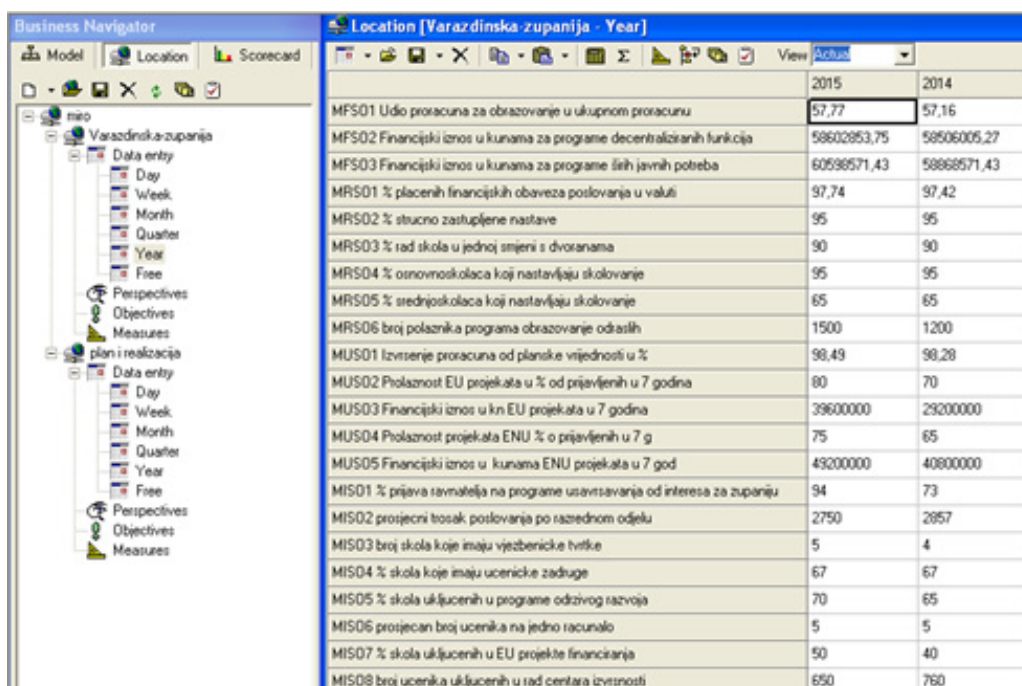 Business Navigator
Model Location Scorecard
miro
Varazdinska-zupanija
Data entry
Day
Week
Month
Quarter
Year
Free
Perspectives
Objectives
Measures
plan i realizacija
Data entry
Day
Week
Month
Quarter
Year
Free
Perspectives
Objectives
Measures
Location [Varazdinska-zupanija - Year]
View Actual
2015 2014
MFS01 Udio proracuna za obrazovanje u ukupnom proracunu 57,77 57,16
MFS02 Financijski iznos u kunama za programe decentraliziranih funkcija 58602853,75 58506005,27
MFS03 Financijski iznos u kunama za programe širih javnih potreba 60598571,43 58868571,43
MRS01 % placenih financijskih obaveza poslovanja u valuti 97,74 97,42
MRS02 % strucno zastupljene nastave 95 95
MRS03 % rad skola u jednoj smjeni s dvoranama 90 90
MRS04 % osnovnoskolaca koji nastavljaju skolovanje 95 95
MRS05 % srednjoskolaca koji nastavljaju skolovanje 65 65
MRS06 broj polaznika programa obrazovanje odraslih 1500 1200
MUS01 Izvrsenje proracuna od planske vrijednosti u % 98,49 98,28
MUS02 Prolaznost EU projekata u % od prijavljenih u 7 godina 80 70
MUS03 Financijski iznos u kn EU projekata u 7 godina 39600000 29200000
MUS04 Prolaznost projekata ENU % o prijavljenih u 7 g 75 65
MUS05 Financijski iznos u kunama ENU projekata u 7 god 49200000 40800000
MIS01 % prijava ravnatelja na programe usavrsavanja od interesa za zupaniju 94 73
MIS02 prosjecni trosak poslovanja po razrednom odjelu 2750 2857
MIS03 broj skola koje imaju vjezbenicke tvrtke 5 4
MIS04 % skola koje imaju ucenicke zadruge 67 67
MIS05 % skola ukljucenih u programe odrzivog razvoja 70 65
MIS06 prosjecan broj ucenika na jedno racunalo 5 5
MIS07 % skola ukljucenih u EU projekte financiranja 50 40
MIS08 broj ucenika ukljucenih u rad centara izvrsnosti 650 760